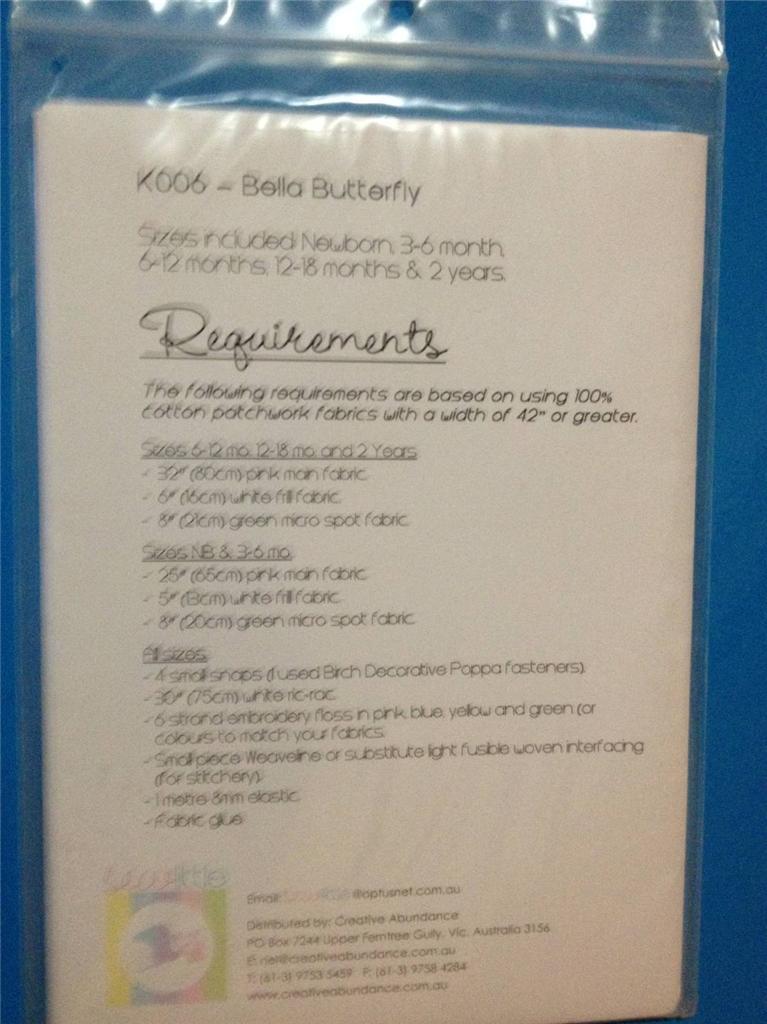 K006 - Bella Butterfly
Sizes included Newborn, 3-6 month,
6-12 months, 12-18 months & 2 years.
Requirements
The following requirements are based on using 100%
cotton patchwork fabrics with a width of 42" or greater.
Sizes 6-12 mo, 12-18 mo, and 2 Years
- 32" (80cm) pink main fabric
- 6" (16cm) white frill fabric
- 8" (21cm) green micro spot fabric
Sizes NB & 3-6 mo,
- 25" (65cm) pink main fabric
- 5" (13cm) white frill fabric
- 8" (20cm) green micro spot fabric
All sizes
- 4 small snaps (I used Birch Decorative Poppa fasteners).
- 30" (75cm) white ric-rac
- 6 strand embroidery floss in pink, blue, yellow and green (or
colours to match your fabrics.
- Small piece Weaveline or substitute light fusible woven interfacing
(for stitchery)
- 1 metre 8mm elastic
- Fabric glue
little
Email: @optusnet.com.au
Distributed by: Creative Abundance
PO Box 7244 Upper Ferntree Gully, Vic, Australia 3156
E: @creativeabundance.com.au
T: (61-3) 9753 5459 F: (61-3) 9758 4284
www.creativeabundance.com.au